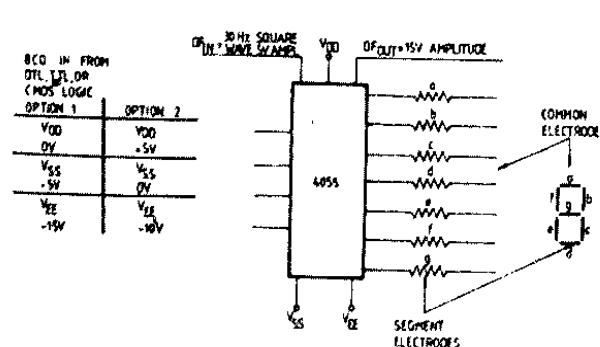 BCD IN FROM
DTL, TTL, OR
CMOS LOGIC
OPTION 1 OPTION 2
VDD VDD
0V +5V
VSS VSS
-5V 0V
VEE VEE
-15V -10V
DFIN = 30 Hz SQUARE
WAVE 5V AMPL
VDD
DFOUT = 15V AMPLITUDE
4055
a
b
c
d
e
f
g
VSS
VEE
COMMON
ELECTRODE
a
f b
g
e c
d
SEGMENT
ELECTRODES